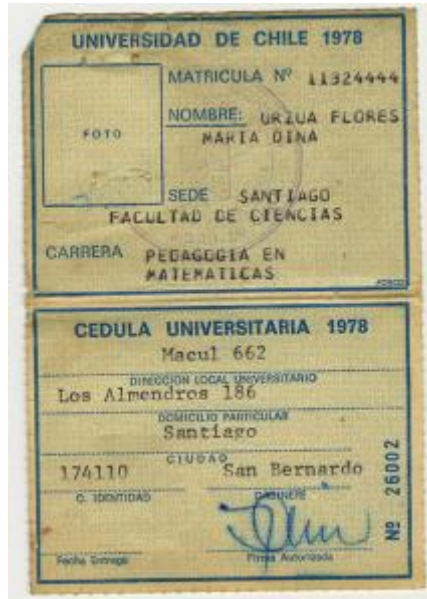 UNIVERSIDAD DE CHILE 1978
MATRICULA Nº 11324444
NOMBRE: URZUA FLORES
MARIA DINA
FOTO
SEDE SANTIAGO
FACULTAD DE CIENCIAS
CARRERA PEDAGOGIA EN
MATEMATICAS
CEDULA UNIVERSITARIA 1978
Macul 662
DIRECCION LOCAL UNIVERSITARIO
Los Almendros 186
DOMICILIO PARTICULAR
Santiago
CIUDAD
174110 San Bernardo
C. IDENTIDAD GABINETE
Nº 26002
Fecha Entrega Firma Autorizada